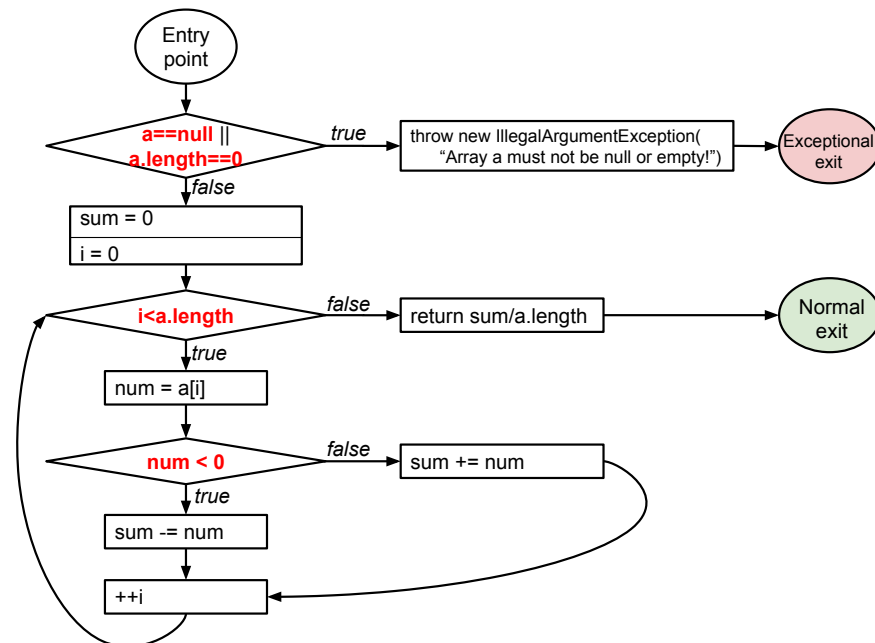 Entry
point
a==null ||
a.length==0
true
throw new IllegalArgumentException(
“Array a must not be null or empty!”)
Exceptional
exit
false
sum = 0
i = 0
i<a.length
false
return sum/a.length
Normal
exit
true
num = a[i]
num < 0
false
sum += num
true
sum -= num
++i